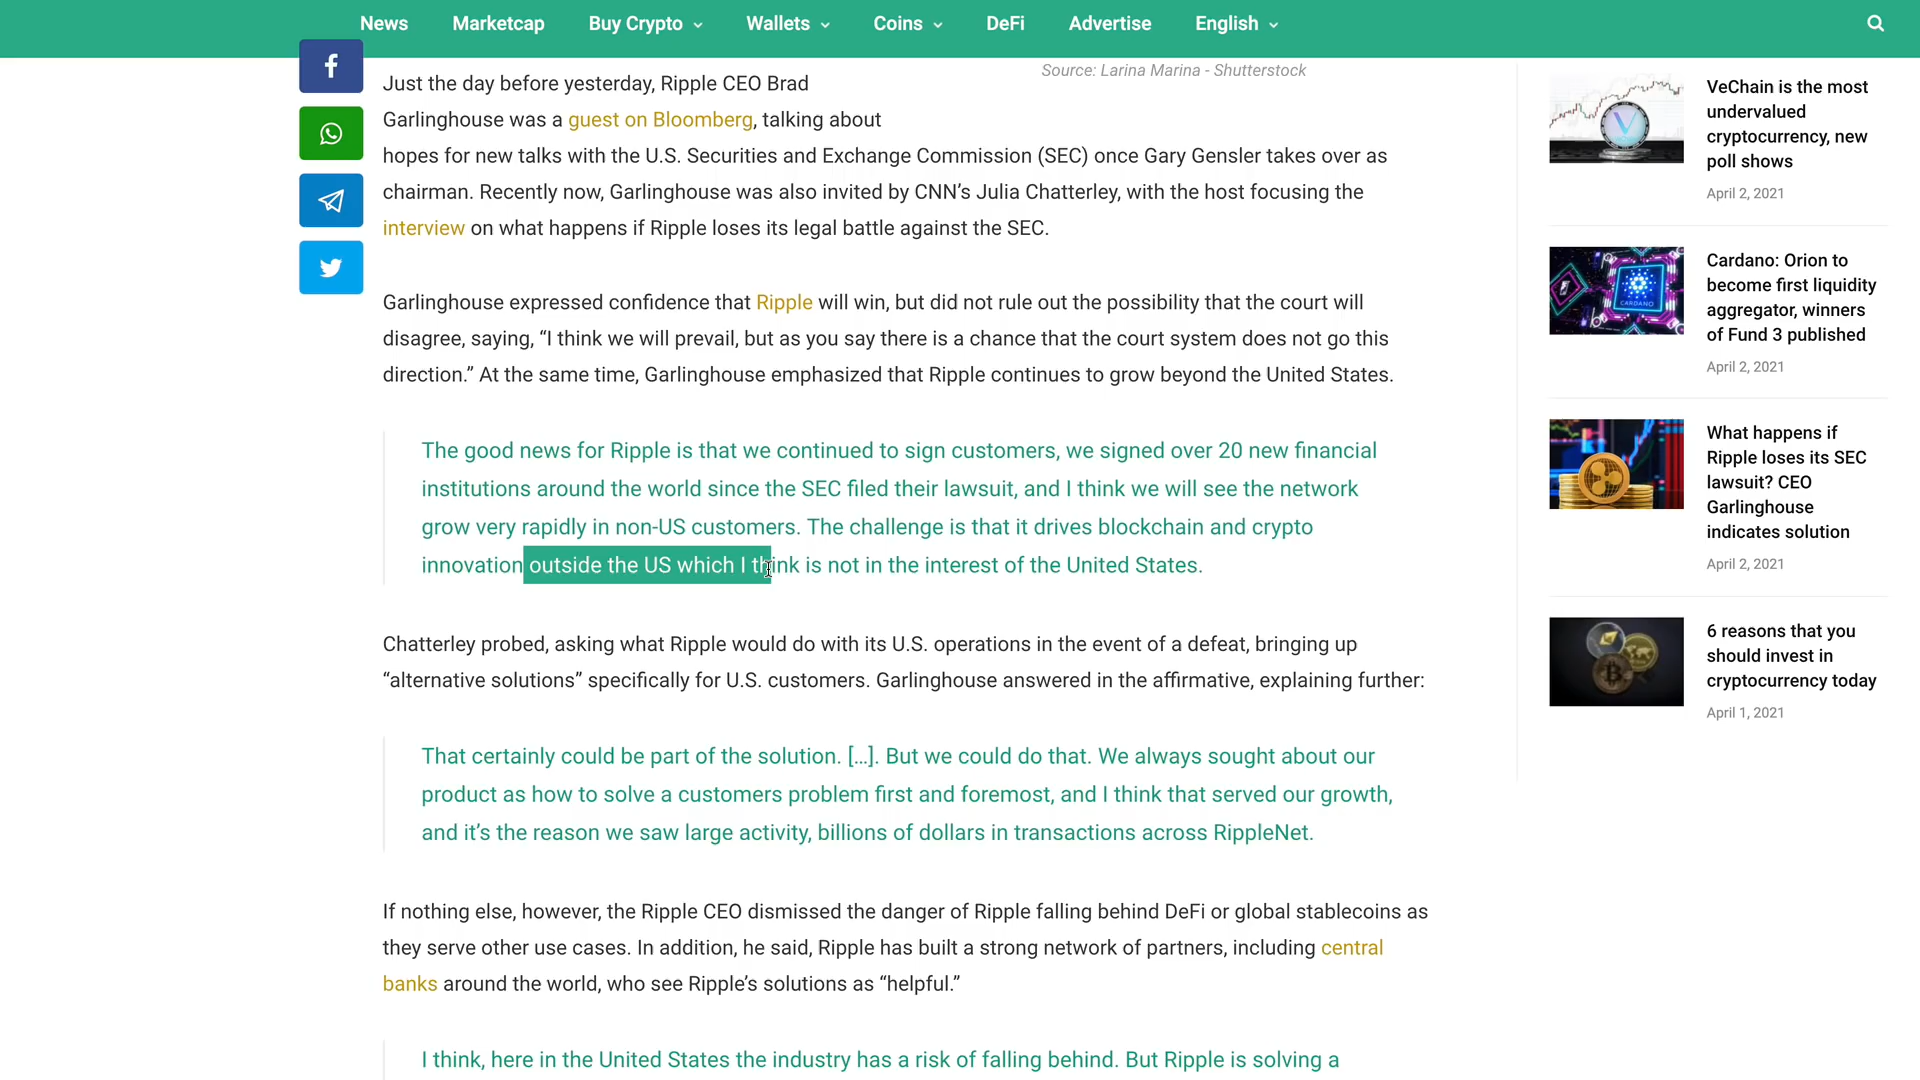 News Marketcap Buy Crypto Wallets Coins DeFi Advertise English
Source: Larina Marina - Shutterstock
Just the day before yesterday, Ripple CEO Brad
Garlinghouse was a guest on Bloomberg, talking about
hopes for new talks with the U.S. Securities and Exchange Commission (SEC) once Gary Gensler takes over as
chairman. Recently now, Garlinghouse was also invited by CNN’s Julia Chatterley, with the host focusing the
interview on what happens if Ripple loses its legal battle against the SEC.
Garlinghouse expressed confidence that Ripple will win, but did not rule out the possibility that the court will
disagree, saying, “I think we will prevail, but as you say there is a chance that the court system does not go this
direction.” At the same time, Garlinghouse emphasized that Ripple continues to grow beyond the United States.
The good news for Ripple is that we continued to sign customers, we signed over 20 new financial
institutions around the world since the SEC filed their lawsuit, and I think we will see the network
grow very rapidly in non-US customers. The challenge is that it drives blockchain and crypto
innovation outside the US which I think is not in the interest of the United States.
Chatterley probed, asking what Ripple would do with its U.S. operations in the event of a defeat, bringing up
“alternative solutions” specifically for U.S. customers. Garlinghouse answered in the affirmative, explaining further:
That certainly could be part of the solution. […]. But we could do that. We always sought about our
product as how to solve a customers problem first and foremost, and I think that served our growth,
and it’s the reason we saw large activity, billions of dollars in transactions across RippleNet.
If nothing else, however, the Ripple CEO dismissed the danger of Ripple falling behind DeFi or global stablecoins as
they serve other use cases. In addition, he said, Ripple has built a strong network of partners, including central
banks around the world, who see Ripple’s solutions as “helpful.”
I think, here in the United States the industry has a risk of falling behind. But Ripple is solving a
VeChain is the most
undervalued
cryptocurrency, new
poll shows
April 2, 2021
CARDANO
Cardano: Orion to
become first liquidity
aggregator, winners
of Fund 3 published
April 2, 2021
What happens if
Ripple loses its SEC
lawsuit? CEO
Garlinghouse
indicates solution
April 2, 2021
6 reasons that you
should invest in
cryptocurrency today
April 1, 2021